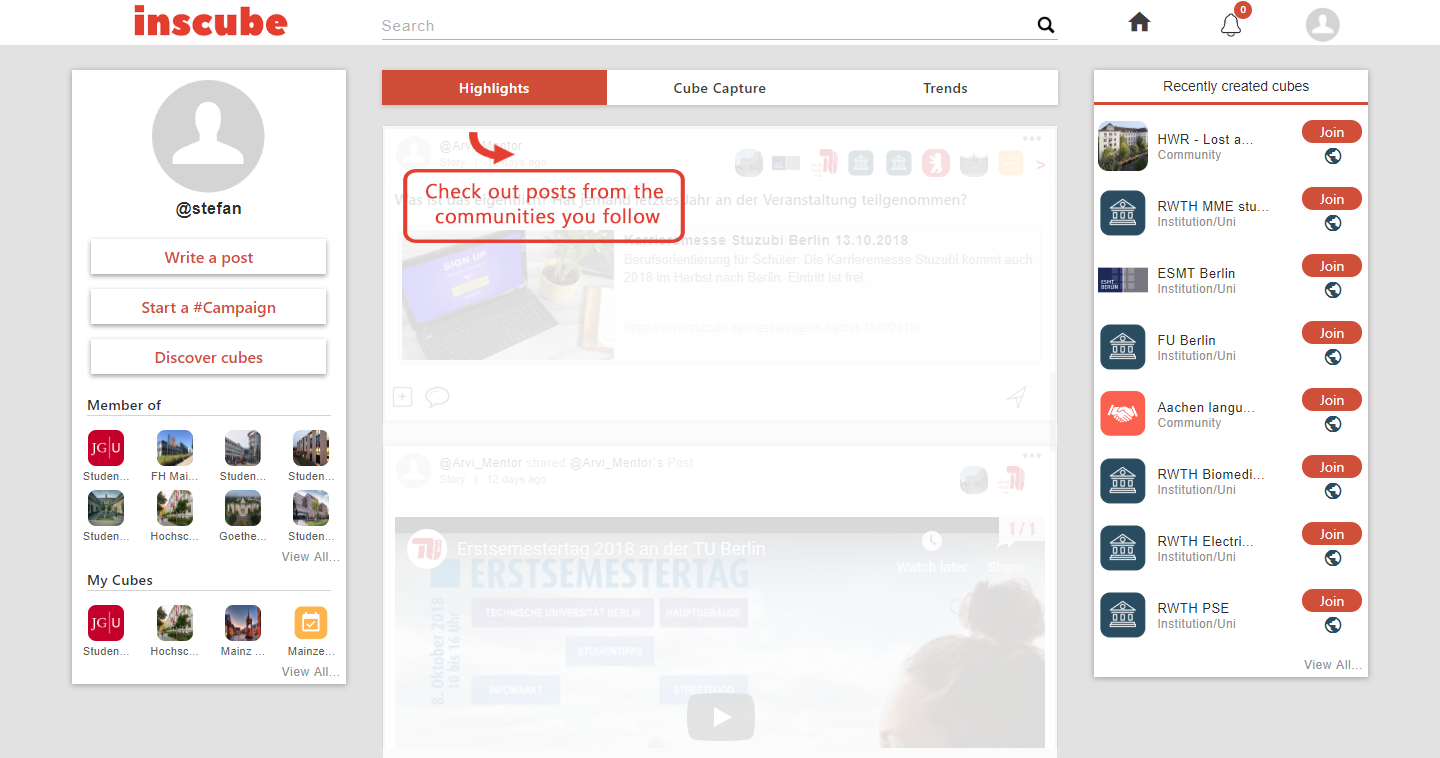 inscube
Search
0
@stefan
Write a post
Start a #Campaign
Discover cubes
Member of
JG|U
Studen...
FH Mai...
Studen...
Studen...
Studen...
Hochsc...
Goethe...
Studen...
View All...
My Cubes
JG|U
Studen...
Hochsc...
Mainz ...
Mainze...
View All...
Highlights
Cube Capture
Trends
@Arvi_Mentor
Story
days ago
>
Check out posts from the
communities you follow
Was ist das eigentlich? Hat jemand letztes Jahr an der Veranstaltung teilgenommen?
SIGN UP
Karrieremesse Stuzubi Berlin 13.10.2018
Berufsorientierung für Schüler: Die Karrieremesse Stuzubi kommt auch
2018 im Herbst nach Berlin. Eintritt ist frei.
https://www.stuzubi.de/messen/berlin-herbst-13102018/
@Arvi_Mentor shared @Arvi_Mentor`s Post
Story | 12 days ago
1 / 1
Erstsemestertag 2018 an der TU Berlin
Watch later
Share
ERSTSEMESTERTAG
8. Oktober 2018
10 bis 16 Uhr
TECHNISCHE UNIVERSITÄT BERLIN
HAUPTGEBÄUDE
STUDIENTIPPS
INFOMARKT
STREETFOOD
Recently created cubes
HWR - Lost a...
Community
Join
RWTH MME stu...
Institution/Uni
Join
ESMT
BERLIN
ESMT Berlin
Institution/Uni
Join
FU Berlin
Institution/Uni
Join
Aachen langu...
Community
Join
RWTH Biomedi...
Institution/Uni
Join
RWTH Electri...
Institution/Uni
Join
RWTH PSE
Institution/Uni
Join
View All...